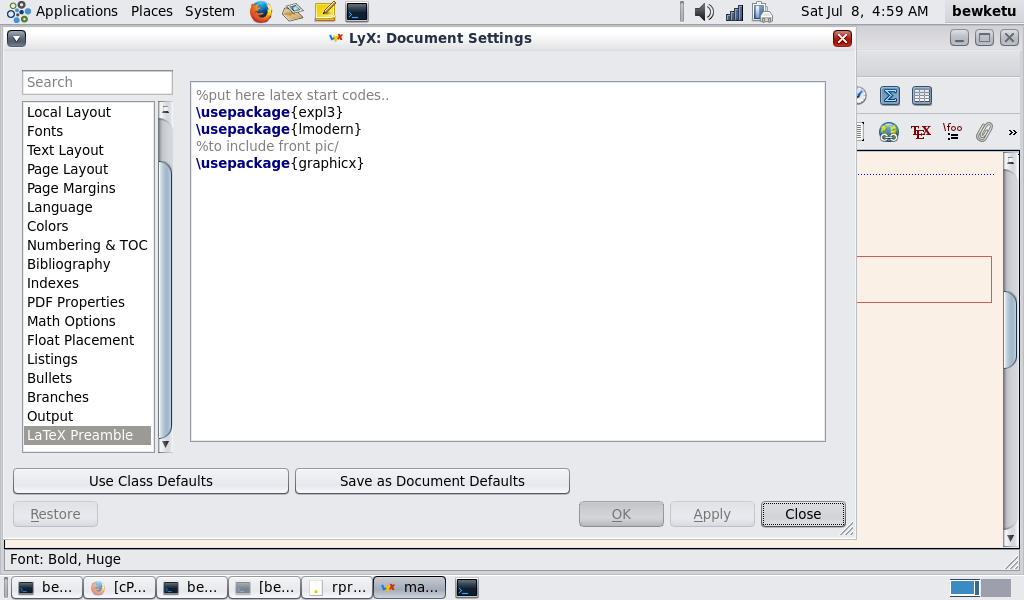 Applications Places System Sat Jul 8, 4:59 AM bewketu
LyX: Document Settings
Search
Local Layout
Fonts
Text Layout
Page Layout
Page Margins
Language
Colors
Numbering & TOC
Bibliography
Indexes
PDF Properties
Math Options
Float Placement
Listings
Bullets
Branches
Output
LaTeX Preamble
%put here latex start codes..
\usepackage{expl3}
\usepackage{lmodern}
%to include front pic/
\usepackage{graphicx}
Σ
TEX \foo »
Use Class Defaults Save as Document Defaults
Restore OK Apply Close
Font: Bold, Huge
be... [cP... be... [be... rpr... ma...